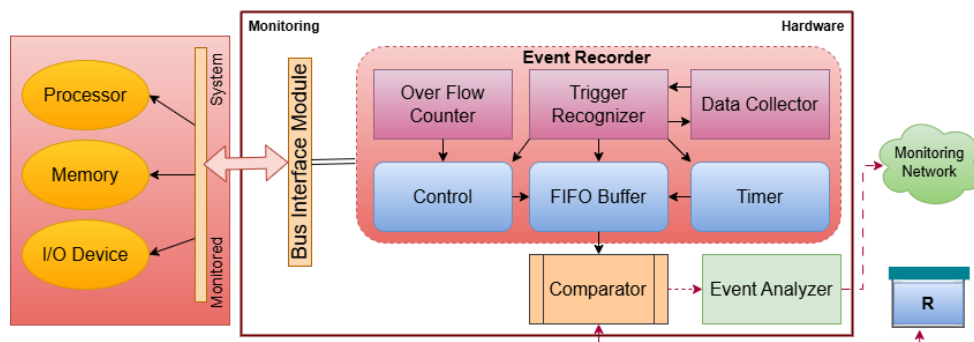 Monitoring
Hardware
Processor
Memory
I/O Device
System
Monitored
Bus Interface Module
Event Recorder
Over Flow
Counter
Trigger
Recognizer
Data Collector
Control
FIFO Buffer
Timer
Comparator
Event Analyzer
Monitoring
Network
R